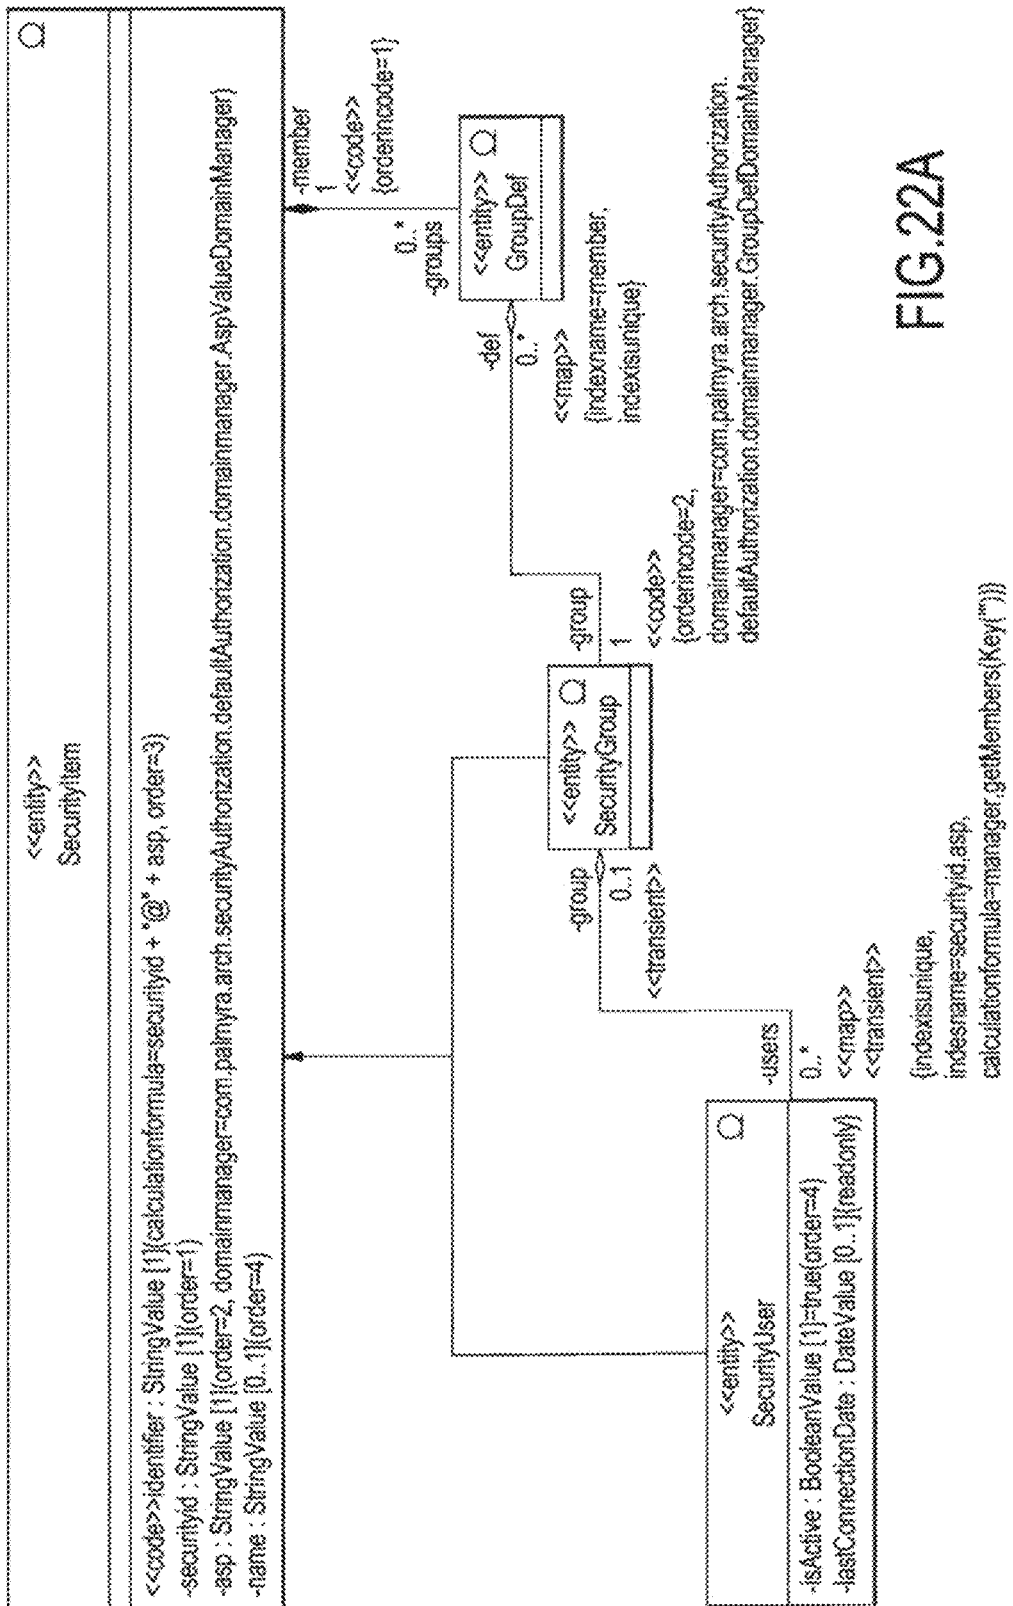 <<entity>>
SecurityItem
<<code>>identifier : StringValue [1]{calculationformula=securityid + "@" + asp, order=3}
-securityid : StringValue [1]{order=1}
-asp : StringValue [1]{order=2, domainmanager=com.palmyra.arch.securityAuthorization.defaultAuthorization.domainmanager.AspValueDomainManager}
-name : StringValue [0..1]{order=4}
-member
1
<<code>>
{orderincode=1}
0..*
-groups
<<entity>>
GroupDef
-def
0..*
<<map>>
{indexname=member,
indexisunique}
-group
1
<<code>>
{orderincode=2,
domainmanager=com.palmyra.arch.securityAuthorization.
defaultAuthorization.domainmanager.GroupDefDomainManager}
<<entity>>
SecurityGroup
-group
0..1
<<transient>>
-users
0..*
<<map>>
<<transient>>
{indexisunique,
indesname=securityid,asp,
calculationformula=manager.getMembers(Key(""))}
<<entity>>
SecurityUser
-isActive : BooleanValue [1]=true{order=4}
-lastConnectionDate : DateValue [0..1]{readonly}
FIG.22A